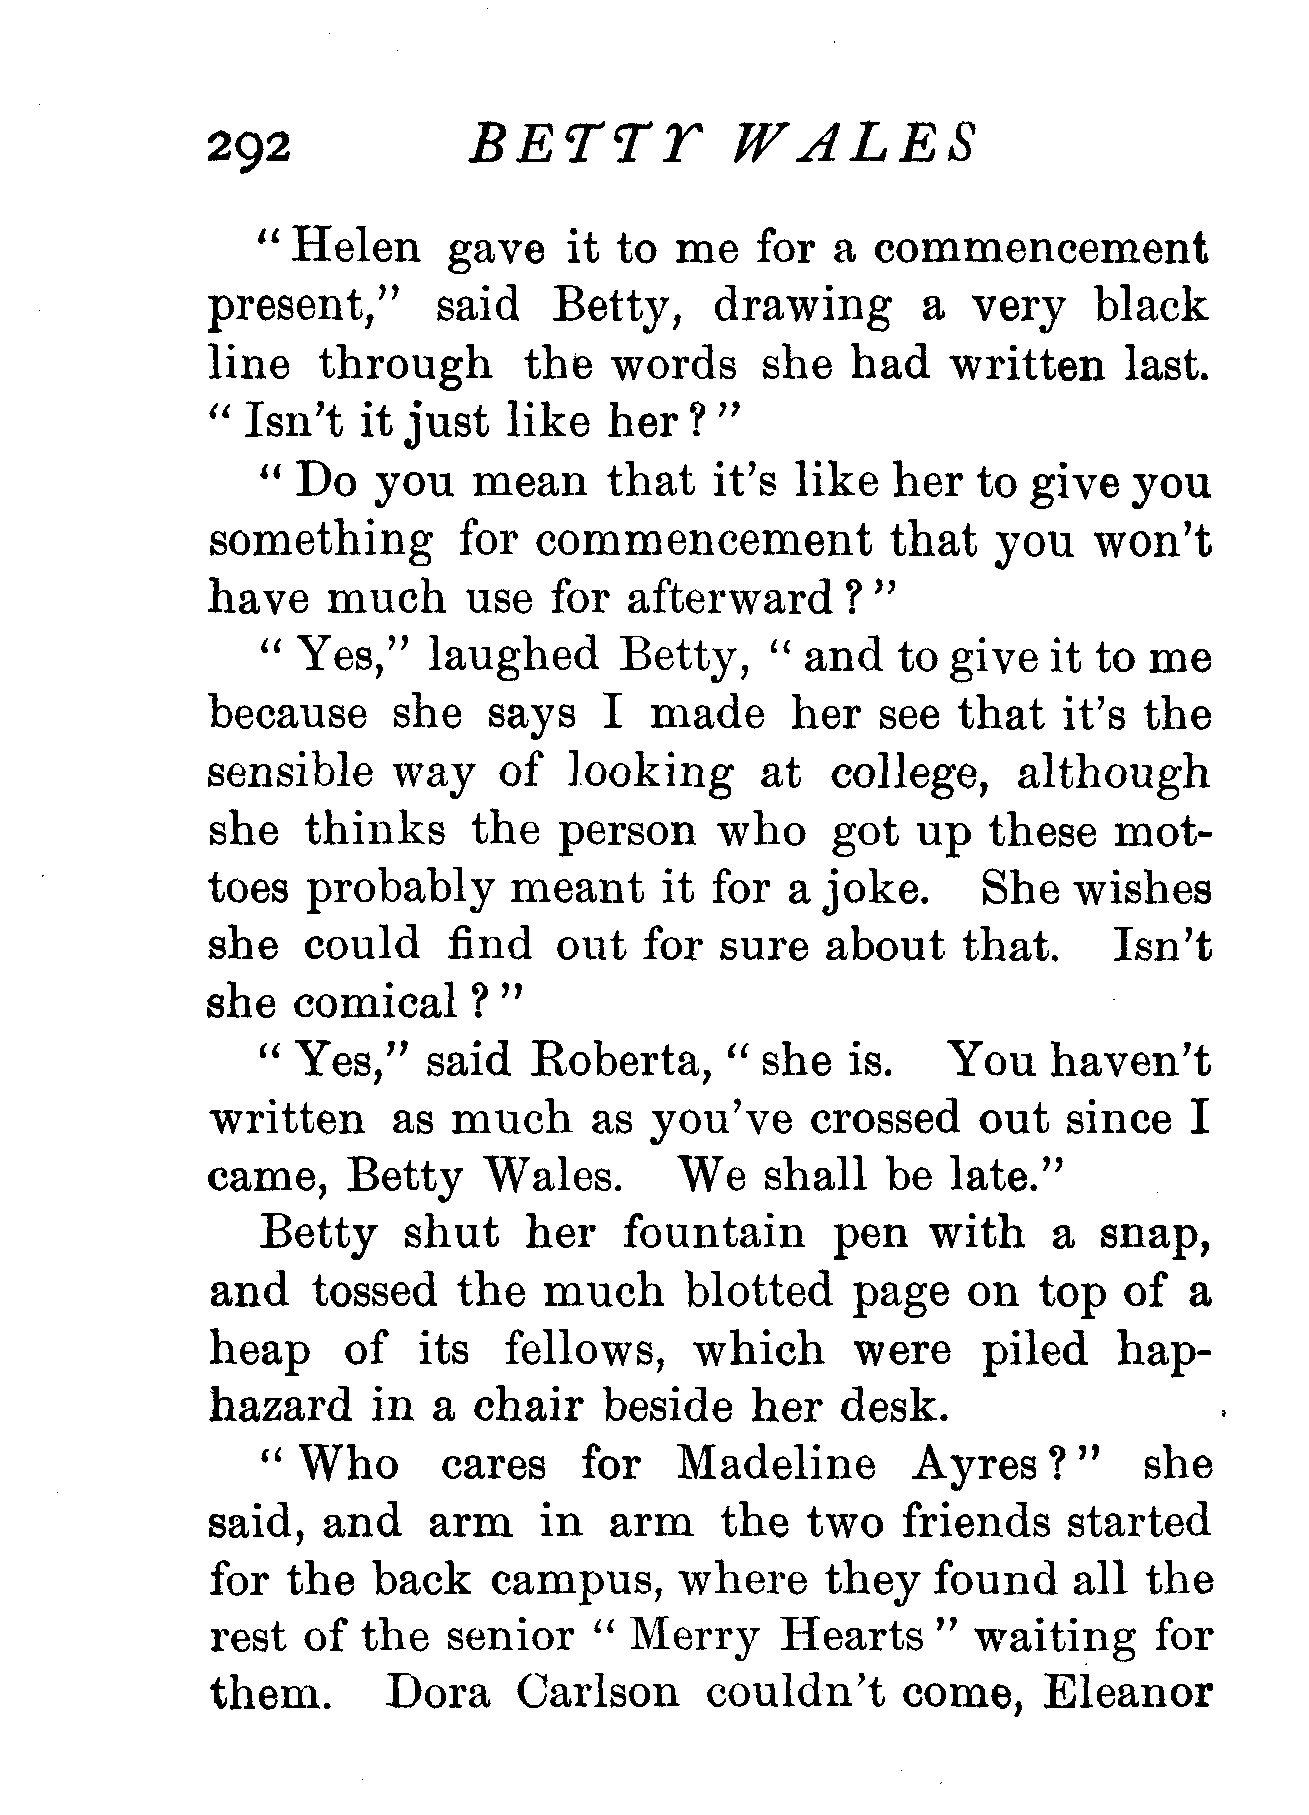 292 BETTY WALES
“ Helen gave it to me for a commencement
present,” said Betty, drawing a very black
line through the words she had written last.
“ Isn’t it just like her ? ”
“ Do you mean that it’s like her to give you
something for commencement that you won’t
have much use for afterward ? ”
“ Yes,” laughed Betty, “ and to give it to me
because she says I made her see that it’s the
sensible way of looking at college, although
she thinks the person who got up these mot-
toes probably meant it for a joke. She wishes
she could find out for sure about that. Isn’t
she comical ? ”
“ Yes,” said Roberta, “ she is. You haven’t
written as much as you’ve crossed out since I
came, Betty Wales. We shall be late.”
Betty shut her fountain pen with a snap,
and tossed the much blotted page on top of a
heap of its fellows, which were piled hap-
hazard in a chair beside her desk.
“ Who cares for Madeline Ayres ? ” she
said, and arm in arm the two friends started
for the back campus, where they found all the
rest of the senior “ Merry Hearts ” waiting for
them. Dora Carlson couldn’t come, Eleanor